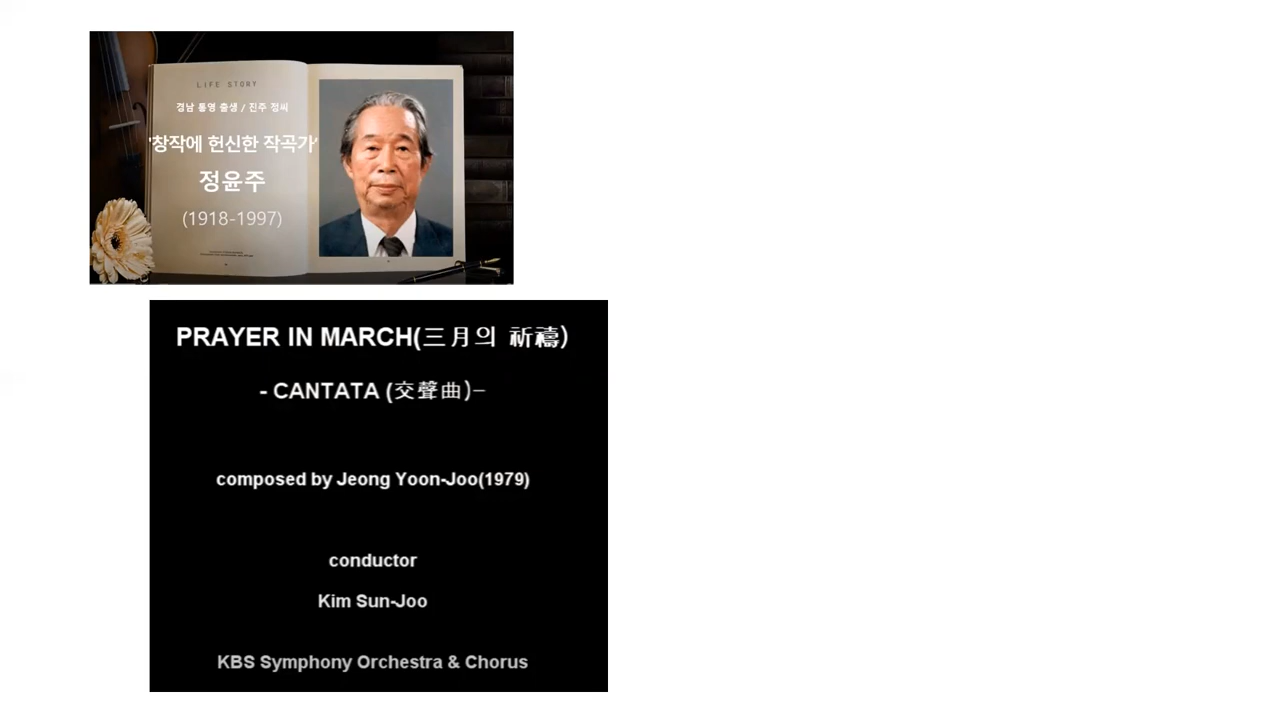 LIFE STORY
경남 통영 출생 / 진주 정씨
'창작에 헌신한 작곡가'
정윤주
(1918-1997)
PRAYER IN MARCH(三月의 祈禱)
- CANTATA (交聲曲)–
composed by Jeong Yoon-Joo(1979)
conductor
Kim Sun-Joo
KBS Symphony Orchestra & Chorus